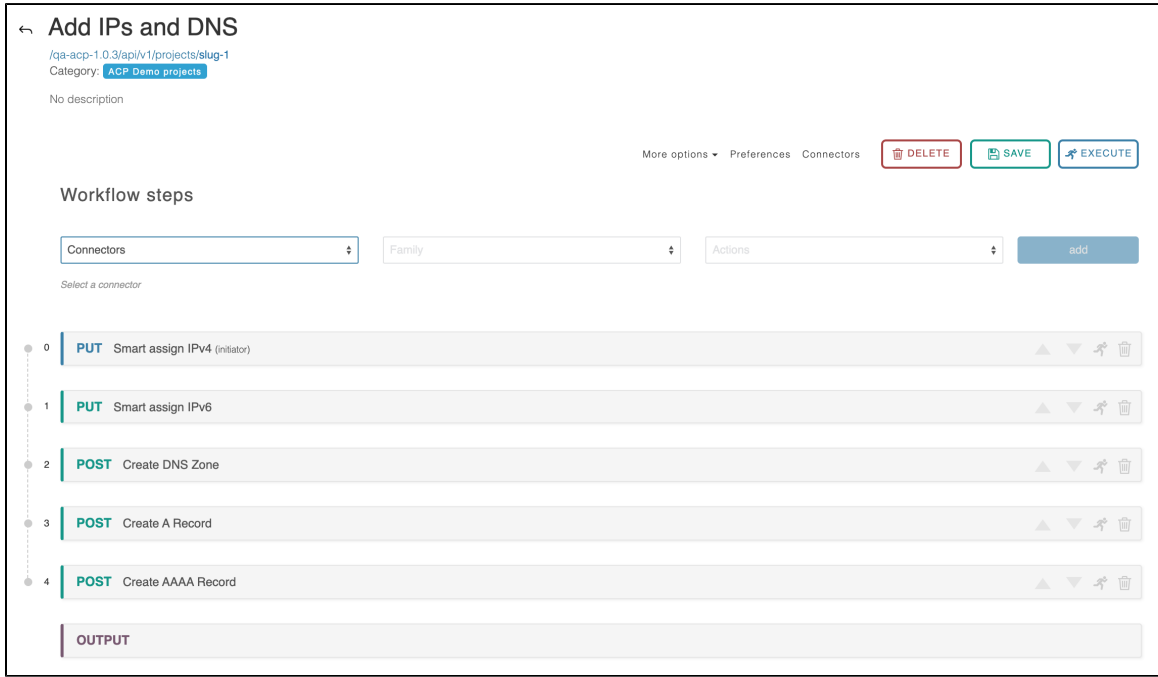 Add IPs and DNS
/qa-acp-1.0.3/api/v1/projects/slug-1
Category: ACP Demo projects
No description
More options Preferences Connectors DELETE SAVE EXECUTE
Workflow steps
Connectors Family Actions add
Select a connector
0 PUT Smart assign IPv4 (initiator)
1 PUT Smart assign IPv6
2 POST Create DNS Zone
3 POST Create A Record
4 POST Create AAAA Record
OUTPUT